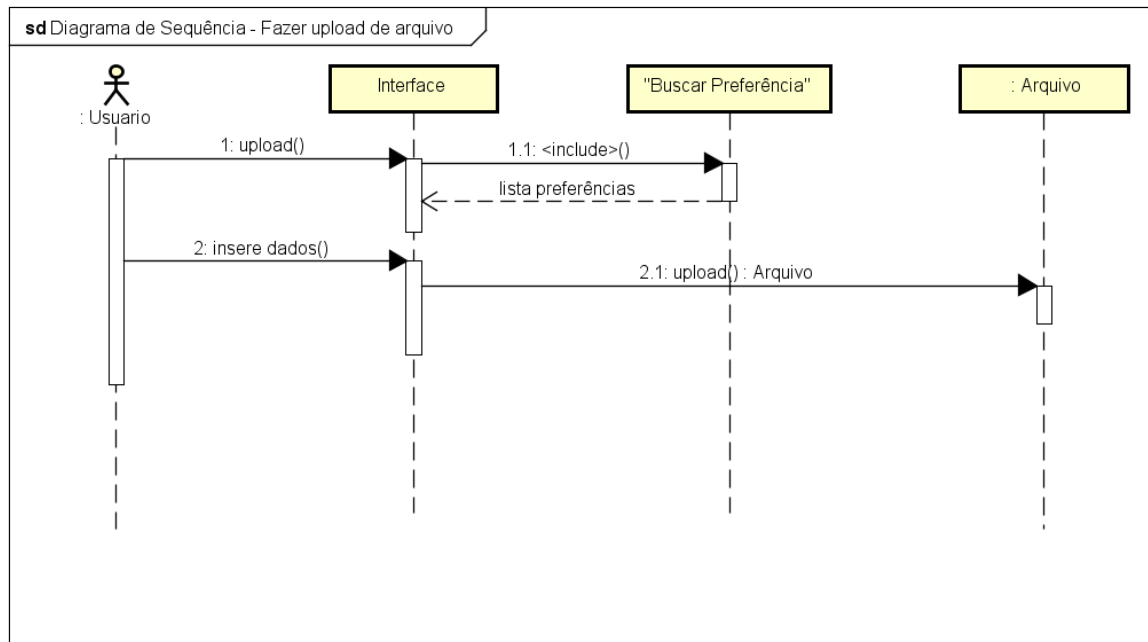 sd Diagrama de Sequência - Fazer upload de arquivo
: Usuario
Interface
"Buscar Preferência"
: Arquivo
1: upload()
1.1: <include>()
lista preferências
2: insere dados()
2.1: upload() : Arquivo